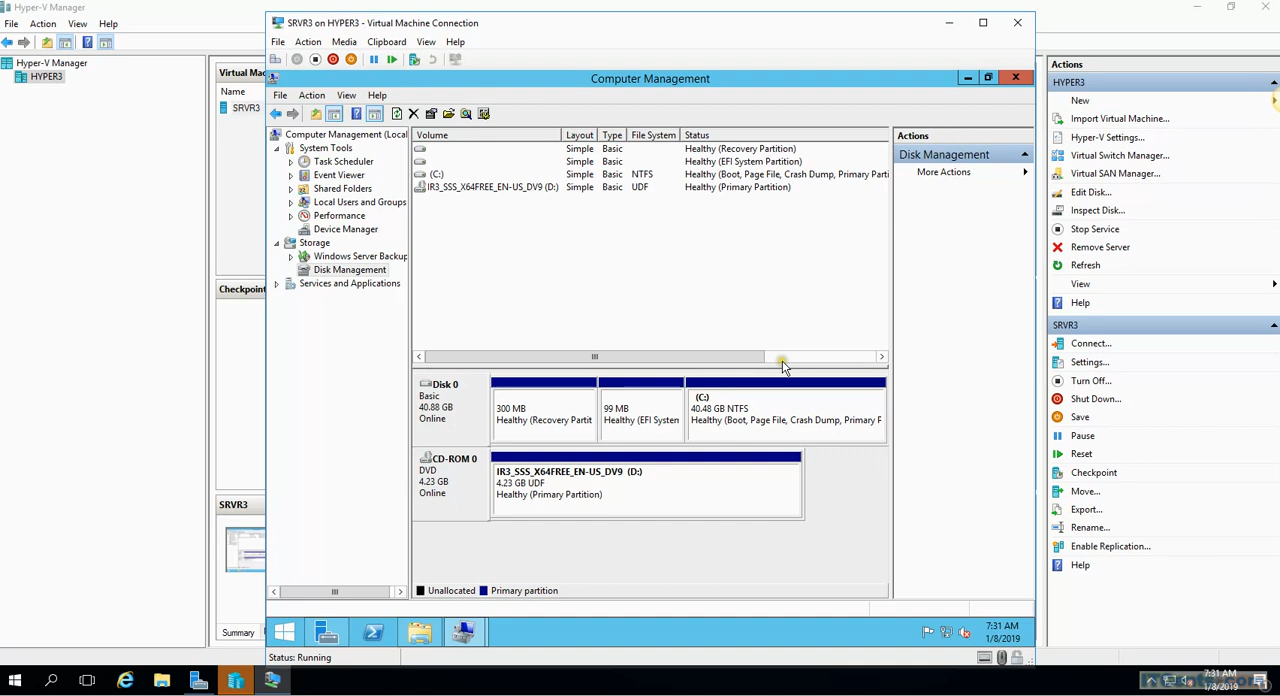 Hyper-V Manager
File Action View Help
Hyper-V Manager
HYPER3
Virtual Mac
Name
SRVR3
Checkpoint
SRVR3
Summary
SRVR3 on HYPER3 - Virtual Machine Connection
File Action Media Clipboard View Help
Computer Management
File Action View Help
Computer Management (Local
System Tools
Task Scheduler
Event Viewer
Shared Folders
Local Users and Groups
Performance
Device Manager
Storage
Windows Server Backup
Disk Management
Services and Applications
Volume Layout Type File System Status
Simple Basic Healthy (Recovery Partition)
Simple Basic Healthy (EFI System Partition)
(C:) Simple Basic NTFS Healthy (Boot, Page File, Crash Dump, Primary Parti
IR3_SSS_X64FREE_EN-US_DV9 (D:) Simple Basic UDF Healthy (Primary Partition)
Disk 0
Basic
40.88 GB
Online
300 MB
Healthy (Recovery Partit
99 MB
Healthy (EFI System
(C:)
40.48 GB NTFS
Healthy (Boot, Page File, Crash Dump, Primary F
CD-ROM 0
DVD
4.23 GB
Online
IR3_SSS_X64FREE_EN-US_DV9 (D:)
4.23 GB UDF
Healthy (Primary Partition)
Unallocated Primary partition
Actions
Disk Management
More Actions
7:31 AM
1/8/2019
Status: Running
Actions
HYPER3
New
Import Virtual Machine...
Hyper-V Settings...
Virtual Switch Manager...
Virtual SAN Manager...
Edit Disk...
Inspect Disk...
Stop Service
Remove Server
Refresh
View
Help
SRVR3
Connect...
Settings...
Turn Off...
Shut Down...
Save
Pause
Reset
Checkpoint
Move...
Export...
Rename...
Enable Replication...
Help
7:31 AM
1/8/2019